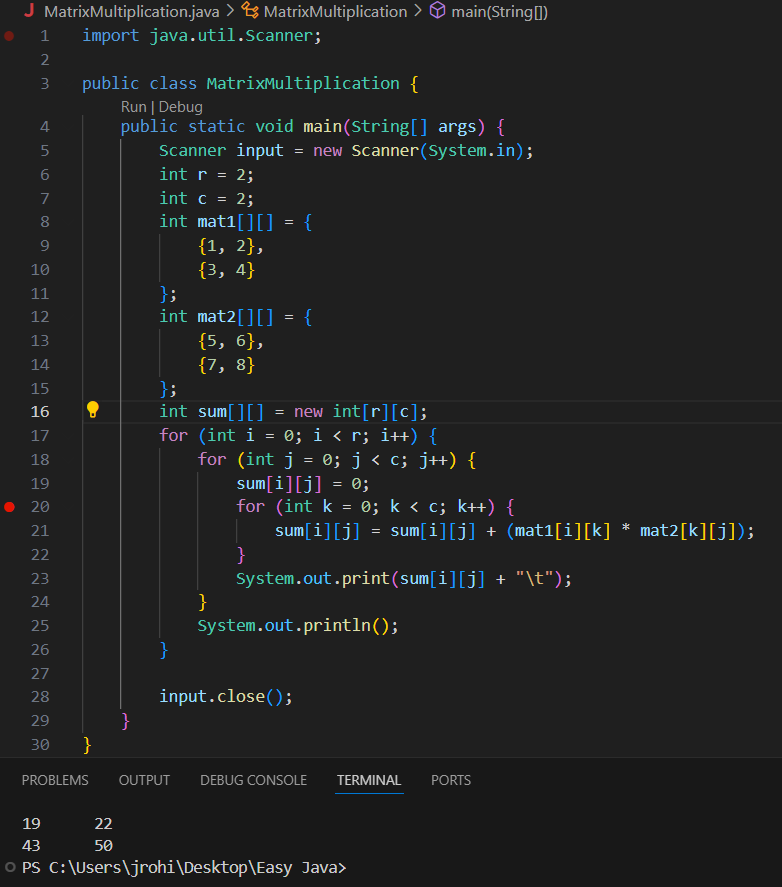 MatrixMultiplication.java > MatrixMultiplication > main(String[])
1 import java.util.Scanner;
2
3 public class MatrixMultiplication {
Run | Debug
4     public static void main(String[] args) {
5         Scanner input = new Scanner(System.in);
6         int r = 2;
7         int c = 2;
8         int mat1[][] = {
9             {1, 2},
10             {3, 4}
11         };
12         int mat2[][] = {
13             {5, 6},
14             {7, 8}
15         };
16         int sum[][] = new int[r][c];
17         for (int i = 0; i < r; i++) {
18             for (int j = 0; j < c; j++) {
19                 sum[i][j] = 0;
20                 for (int k = 0; k < c; k++) {
21                     sum[i][j] = sum[i][j] + (mat1[i][k] * mat2[k][j]);
22                 }
23                 System.out.print(sum[i][j] + "\t");
24             }
25             System.out.println();
26         }
27
28         input.close();
29     }
30 }
PROBLEMS OUTPUT DEBUG CONSOLE TERMINAL PORTS
19 22
43 50
PS C:\Users\jrohi\Desktop\Easy Java>